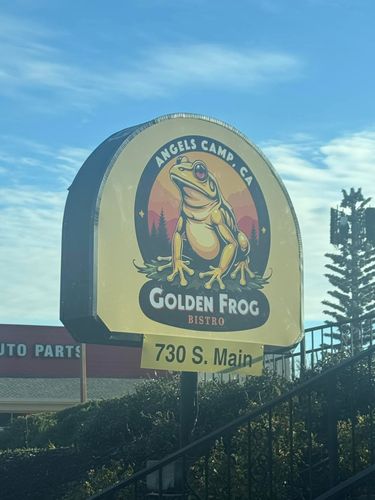 ANGELS CAMP, CA
GOLDEN FROG
BISTRO
730 S. Main
UTO PARTS